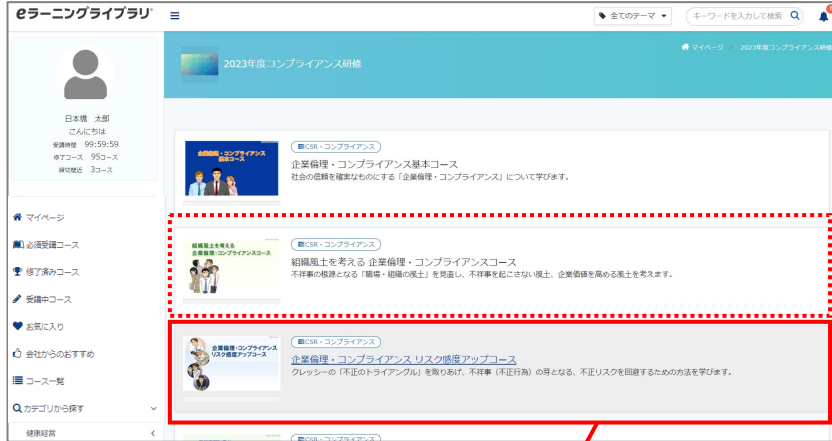 eラーニングライブラリ
全てのテーマ
キーワードを入力して検索
2023年度コンプライアンス研修
マイページ 2023年度コンプライアンス研修
日本橋 太郎
こんにちは
受講時間 99:59:59
修了コース 95コース
締切間近 3コース
マイページ
必須受講コース
修了済みコース
受講中コース
お気に入り
会社からのおすすめ
コース一覧
カテゴリから探す
健康経営
企業倫理・コンプライアンス
基本コース
CSR・コンプライアンス
企業倫理・コンプライアンス基本コース
社会の信頼を確実なものにする「企業倫理・コンプライアンス」について学びます。
組織風土を考える
企業倫理・コンプライアンスコース
CSR・コンプライアンス
組織風土を考える 企業倫理・コンプライアンスコース
不祥事の根源となる「職場・組織の風土」を見直し、不祥事を起こさない風土、企業価値を高める風土を考えます。
企業倫理・コンプライアンス
リスク感度アップコース
CSR・コンプライアンス
企業倫理・コンプライアンス リスク感度アップコース
クレッシーの「不正のトライアングル」を取りあげ、不祥事（不正行為）の芽となる、不正リスクを回避するための方法を学びます。
CSR・コンプライアンス